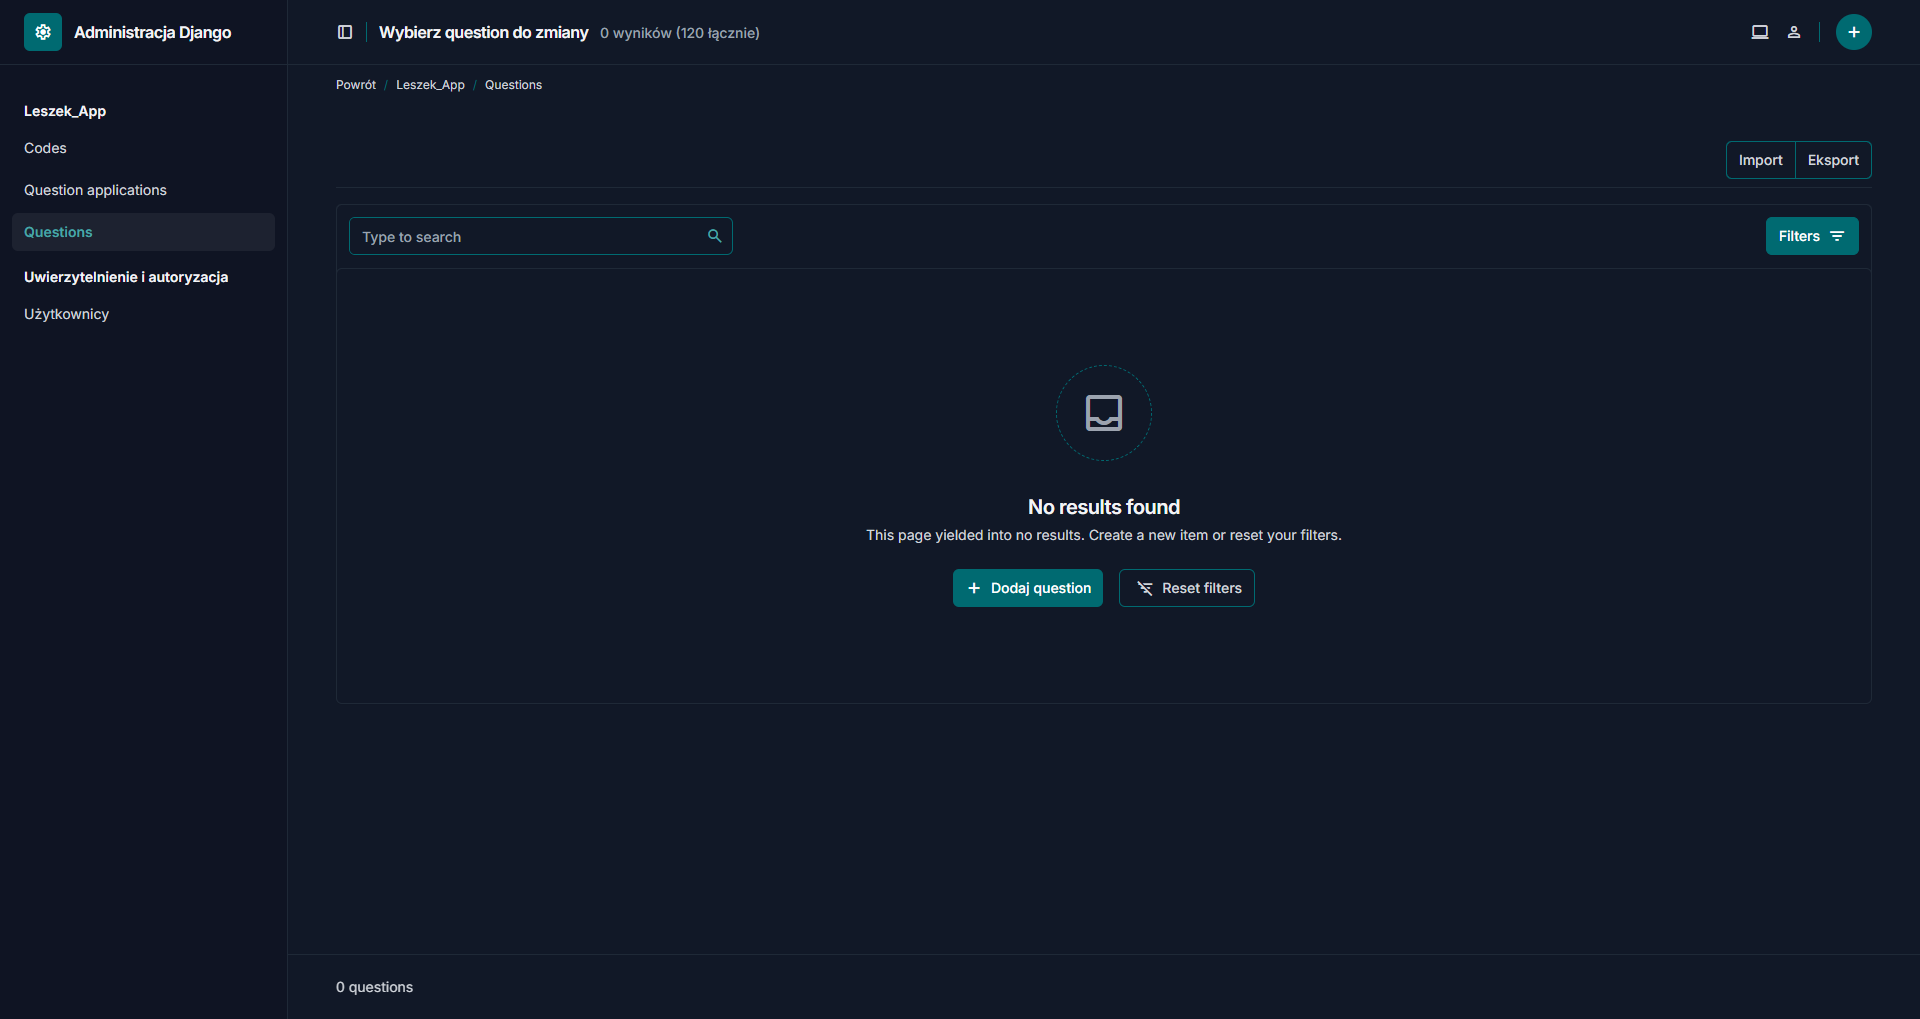 Administracja Django
Wybierz question do zmiany 0 wyników (120 łącznie)
Leszek_App
Codes
Question applications
Questions
Uwierzytelnienie i autoryzacja
Użytkownicy
Powrót / Leszek_App / Questions
Import Eksport
Type to search
Filters
No results found
This page yielded into no results. Create a new item or reset your filters.
Dodaj question Reset filters
0 questions